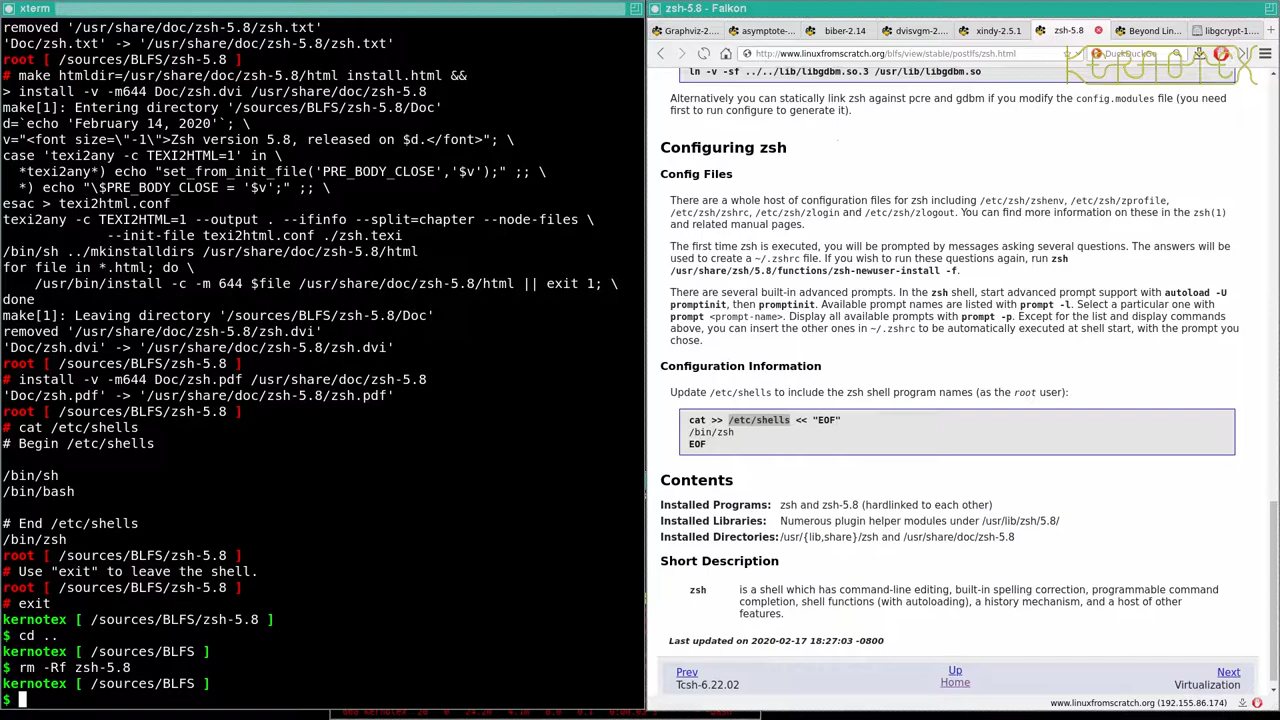 xterm
removed '/usr/share/doc/zsh-5.8/zsh.txt'
'Doc/zsh.txt' -> '/usr/share/doc/zsh-5.8/zsh.txt'
root [ /sources/BLFS/zsh-5.8 ]
# make htmldir=/usr/share/doc/zsh-5.8/html install.html &&
> install -v -m644 Doc/zsh.dvi /usr/share/doc/zsh-5.8
make[1]: Entering directory '/sources/BLFS/zsh-5.8/Doc'
d=`echo 'February 14, 2020'`; \
v="<font size=\"-1\">Zsh version 5.8, released on $d.</font>"; \
case 'texi2any -c TEXI2HTML=1' in \
*texi2any*) echo "set_from_init_file('PRE_BODY_CLOSE','$v');" ;; \
*) echo "\$PRE_BODY_CLOSE = '$v';" ;; \
esac > texi2html.conf
texi2any -c TEXI2HTML=1 --output . --ifinfo --split=chapter --node-files \
--init-file texi2html.conf ./zsh.texi
/bin/sh ../mkinstalldirs /usr/share/doc/zsh-5.8/html
for file in *.html; do \
/usr/bin/install -c -m 644 $file /usr/share/doc/zsh-5.8/html || exit 1; \
done
make[1]: Leaving directory '/sources/BLFS/zsh-5.8/Doc'
removed '/usr/share/doc/zsh-5.8/zsh.dvi'
'Doc/zsh.dvi' -> '/usr/share/doc/zsh-5.8/zsh.dvi'
root [ /sources/BLFS/zsh-5.8 ]
# install -v -m644 Doc/zsh.pdf /usr/share/doc/zsh-5.8
'Doc/zsh.pdf' -> '/usr/share/doc/zsh-5.8/zsh.pdf'
root [ /sources/BLFS/zsh-5.8 ]
# cat /etc/shells
# Begin /etc/shells
/bin/sh
/bin/bash
# End /etc/shells
/bin/zsh
root [ /sources/BLFS/zsh-5.8 ]
# Use "exit" to leave the shell.
root [ /sources/BLFS/zsh-5.8 ]
# exit
kernotex [ /sources/BLFS/zsh-5.8 ]
$ cd ..
kernotex [ /sources/BLFS ]
$ rm -Rf zsh-5.8
kernotex [ /sources/BLFS ]
$
zsh-5.8 - Falkon
Graphviz-2.... asymptote-... biber-2.14 dvisvgm-2.... xindy-2.5.1 zsh-5.8 Beyond Lin... libgcrypt-1....
http://www.linuxfromscratch.org/blfs/view/stable/postlfs/zsh.html DuckDuckGo
KERNOTEX
ln -v -sf ../../lib/libgdbm.so.3 /usr/lib/libgdbm.so
Alternatively you can statically link zsh against pcre and gdbm if you modify the config.modules file (you need
first to run configure to generate it).
Configuring zsh
Config Files
There are a whole host of configuration files for zsh including /etc/zsh/zshenv, /etc/zsh/zprofile,
/etc/zsh/zshrc, /etc/zsh/zlogin and /etc/zsh/zlogout. You can find more information on these in the zsh(1)
and related manual pages.
The first time zsh is executed, you will be prompted by messages asking several questions. The answers will be
used to create a ~/.zshrc file. If you wish to run these questions again, run zsh
/usr/share/zsh/5.8/functions/zsh-newuser-install -f.
There are several built-in advanced prompts. In the zsh shell, start advanced prompt support with autoload -U
promptinit, then promptinit. Available prompt names are listed with prompt -l. Select a particular one with
prompt <prompt-name>. Display all available prompts with prompt -p. Except for the list and display commands
above, you can insert the other ones in ~/.zshrc to be automatically executed at shell start, with the prompt you
chose.
Configuration Information
Update /etc/shells to include the zsh shell program names (as the root user):
cat >> /etc/shells << "EOF"
/bin/zsh
EOF
Contents
Installed Programs: zsh and zsh-5.8 (hardlinked to each other)
Installed Libraries: Numerous plugin helper modules under /usr/lib/zsh/5.8/
Installed Directories: /usr/{lib,share}/zsh and /usr/share/doc/zsh-5.8
Short Description
zsh is a shell which has command-line editing, built-in spelling correction, programmable command
completion, shell functions (with autoloading), a history mechanism, and a host of other
features.
Last updated on 2020-02-17 18:27:03 -0800
Prev Up Next
Tcsh-6.22.02 Home Virtualization
www.linuxfromscratch.org (192.155.86.174)